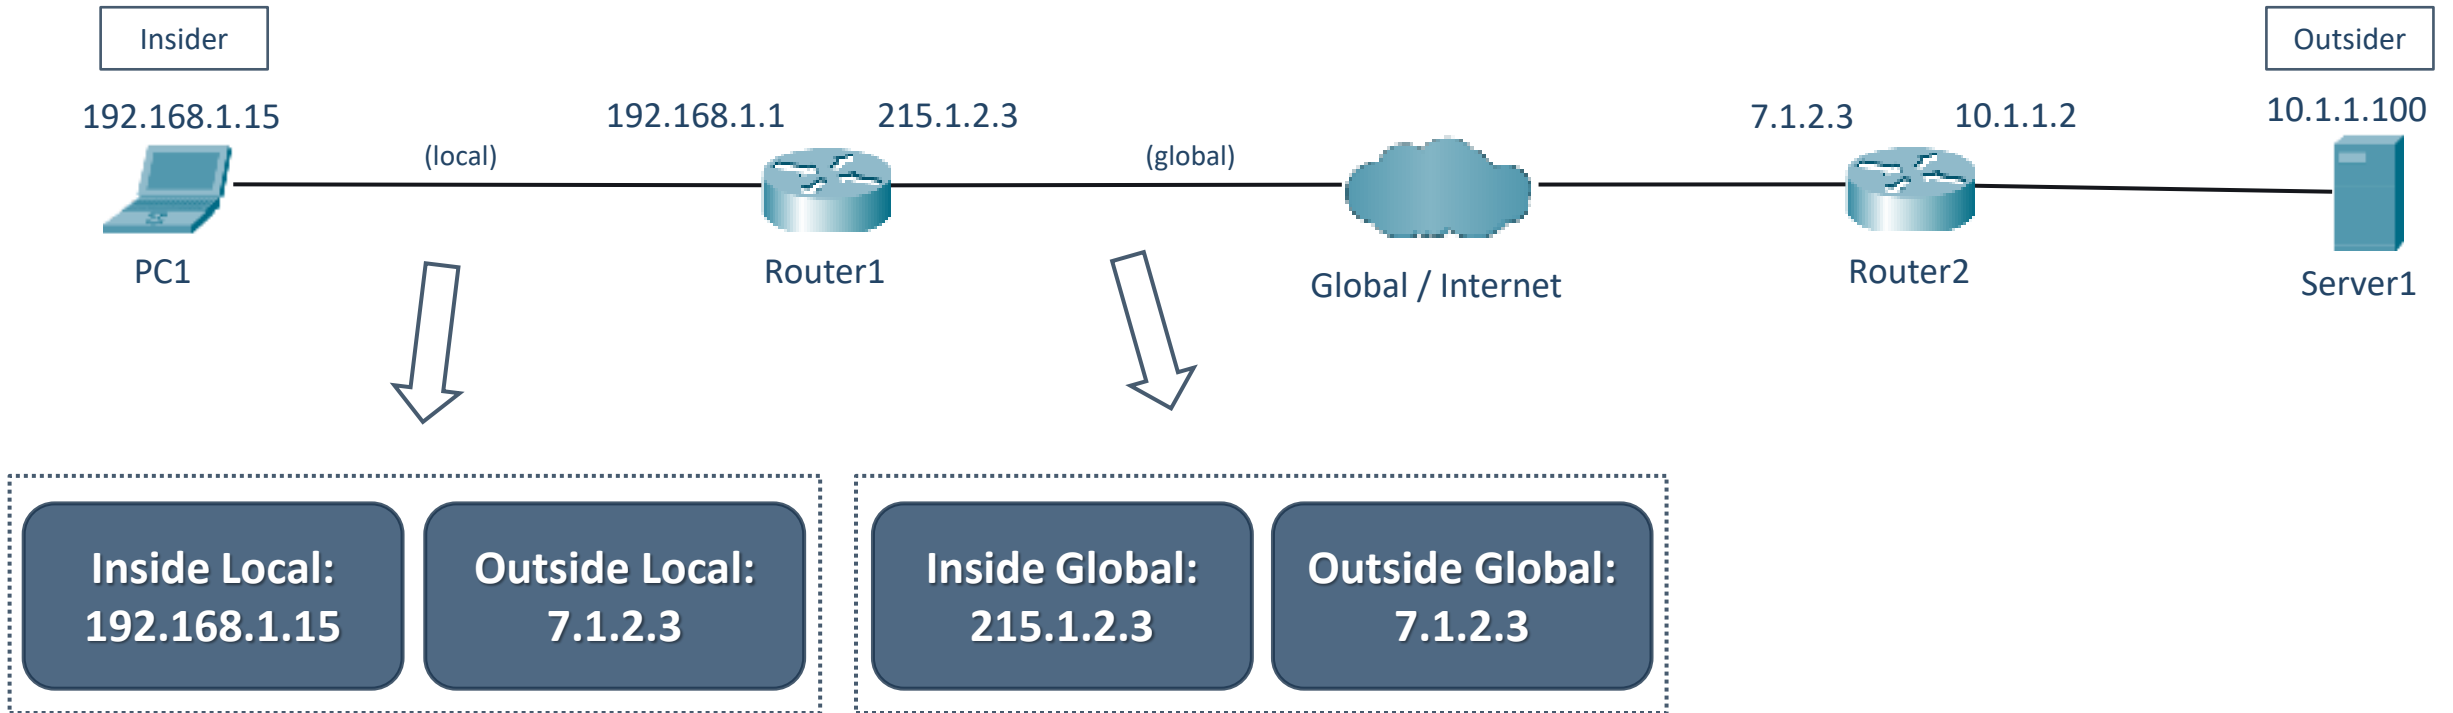 Insider
Outsider
192.168.1.15
192.168.1.1
215.1.2.3
7.1.2.3
10.1.1.2
10.1.1.100
(local)
(global)
PC1
Router1
Global / Internet
Router2
Server1
Inside Local:
192.168.1.15
Outside Local:
7.1.2.3
Inside Global:
215.1.2.3
Outside Global:
7.1.2.3